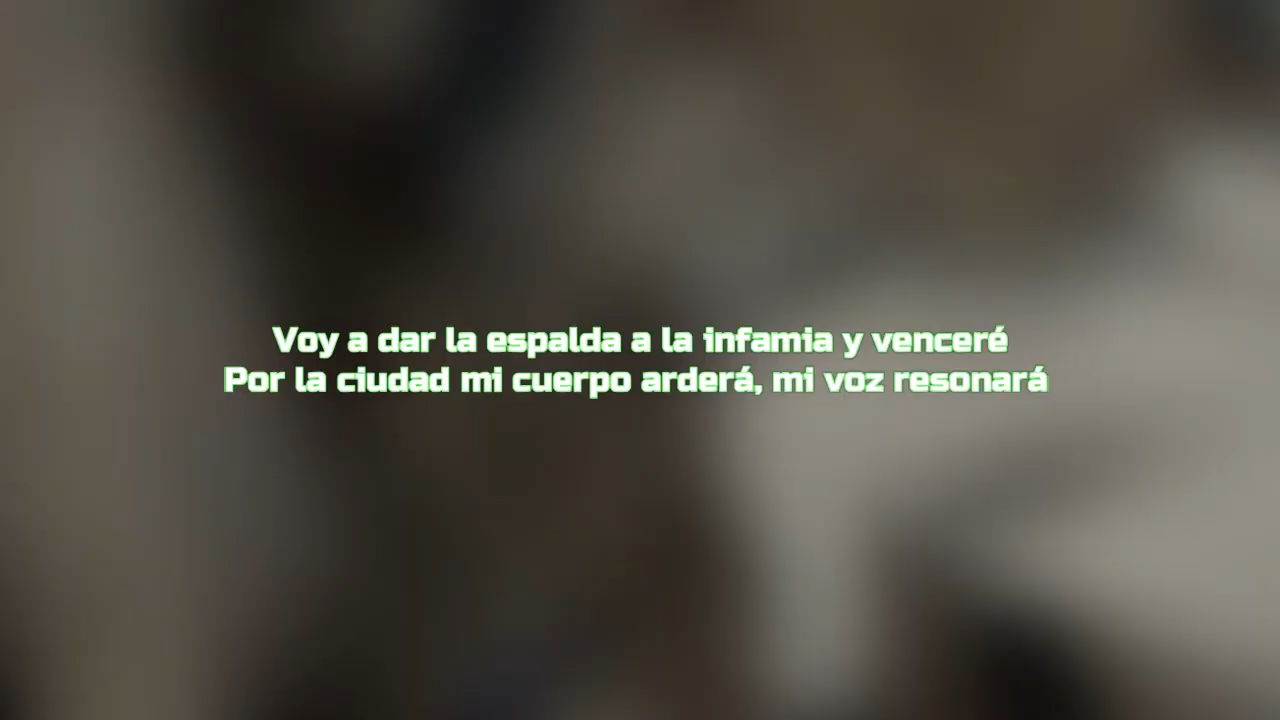 Voy a dar la espalda a la infamia y venceré
Por la ciudad mi cuerpo arderá, mi voz resonará